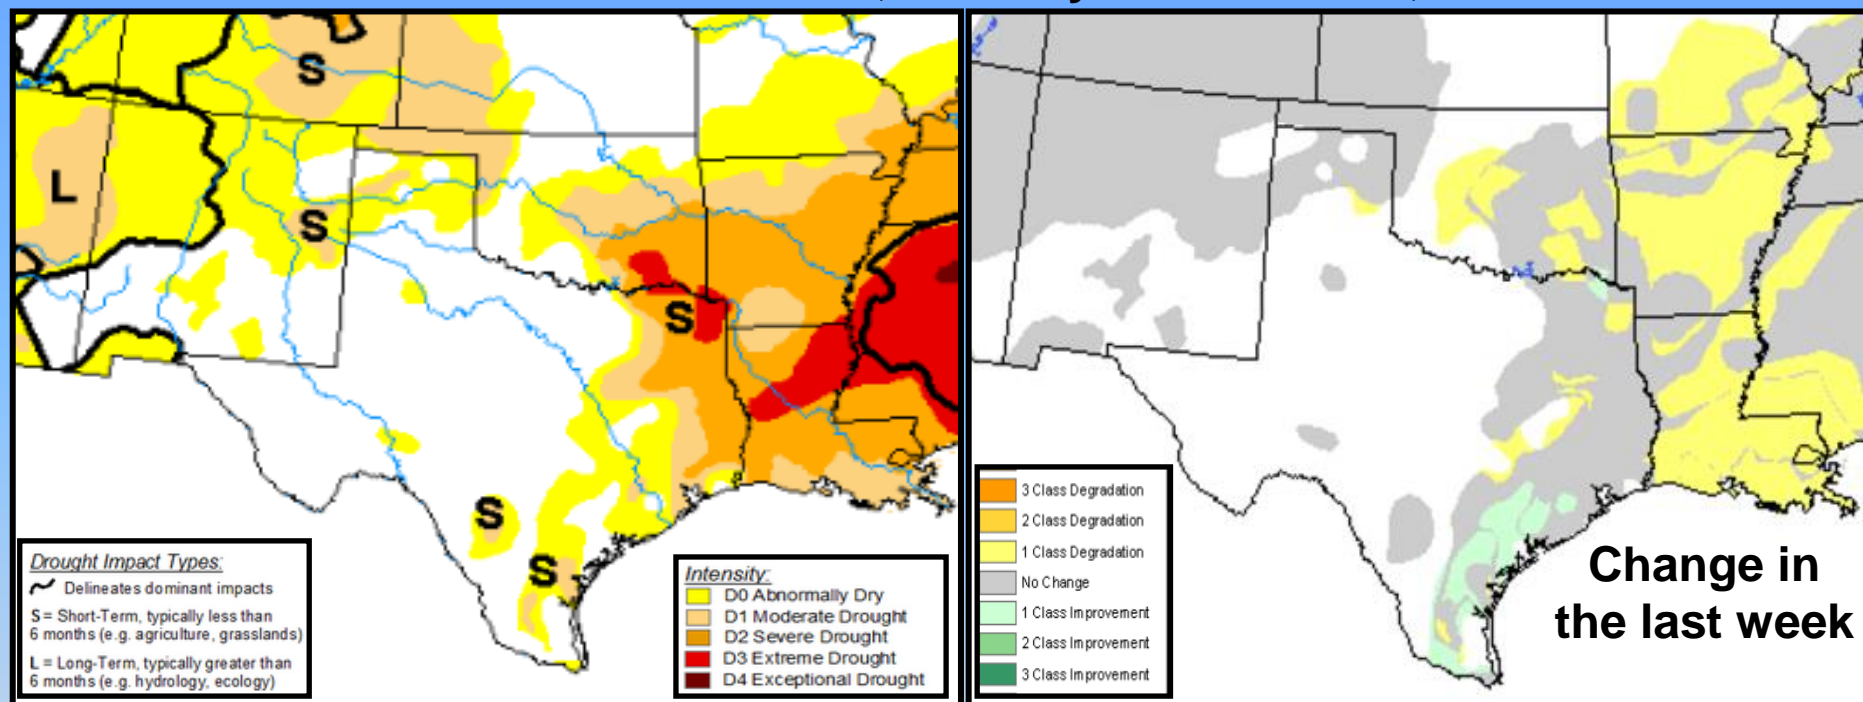 S
L
S
S
S
S
Drought Impact Types:
Delineates dominant impacts
S = Short-Term, typically less than
6 months (e.g. agriculture, grasslands)
L = Long-Term, typically greater than
6 months (e.g. hydrology, ecology)
Intensity:
D0 Abnormally Dry
D1 Moderate Drought
D2 Severe Drought
D3 Extreme Drought
D4 Exceptional Drought
3 Class Degradation
2 Class Degradation
1 Class Degradation
No Change
1 Class Improvement
2 Class Improvement
3 Class Improvement
Change in
the last week